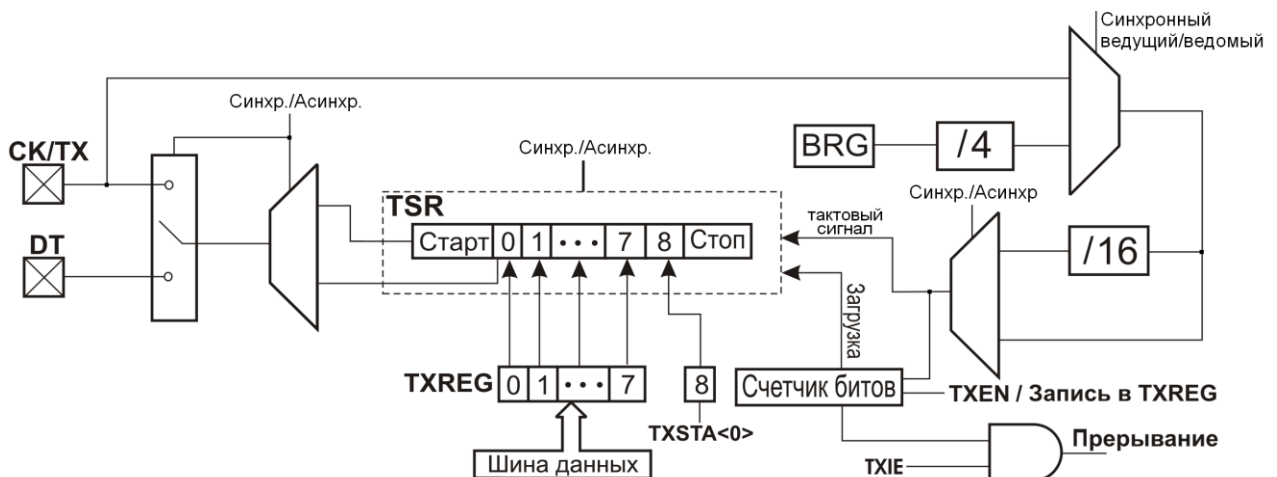 Синхронный
ведущий/ведомый
Синхр./Асинхр.
CK/TX
BRG
/4
Синхр./Асинхр.
Синхр./Асинхр
TSR
тактовый
сигнал
Старт 0 1 ••• 7 8 Стоп
/16
DT
Загрузка
TXREG 0 1 ••• 7
8
Счетчик битов
TXEN / Запись в TXREG
TXSTA<0>
Прерывание
Шина данных
TXIE